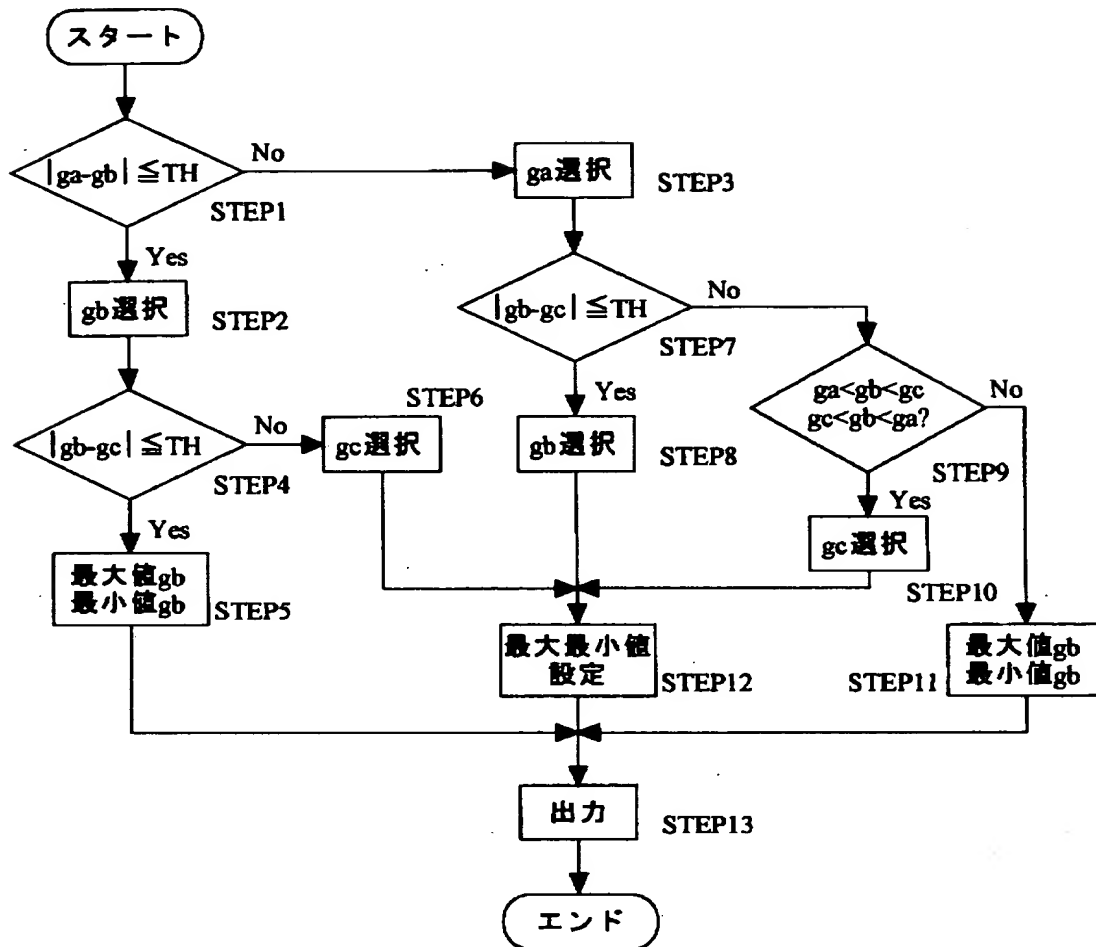 スタート
|ga-gb|≦TH
No
STEP1
Yes
ga選択
STEP3
gb選択
STEP2
|gb-gc|≦TH
No
STEP7
Yes
|gb-gc|≦TH
No
STEP4
Yes
STEP6
gc選択
gb選択
STEP8
ga<gb<gc
gc<gb<ga?
No
STEP9
Yes
gc選択
STEP10
最大値gb
最小値gb
STEP5
最大最小値
設定
STEP12
STEP11
最大値gb
最小値gb
出力
STEP13
エンド